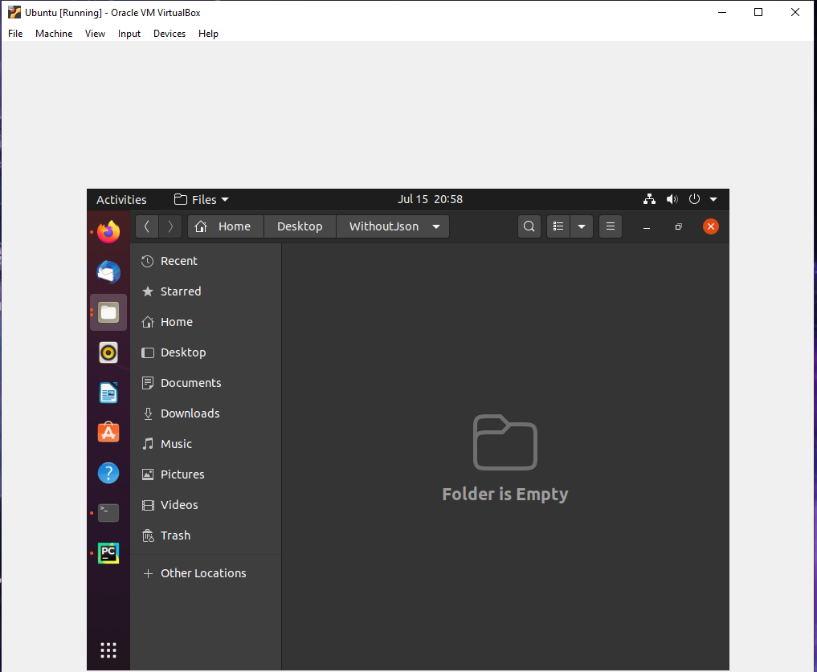 Ubuntu [Running] - Oracle VM VirtualBox
File Machine View Input Devices Help
Activities Files Jul 15 20:58
Home Desktop WithoutJson
Recent
Starred
Home
Desktop
Documents
Downloads
Music
Pictures
Videos
Trash
Other Locations
Folder is Empty
PC